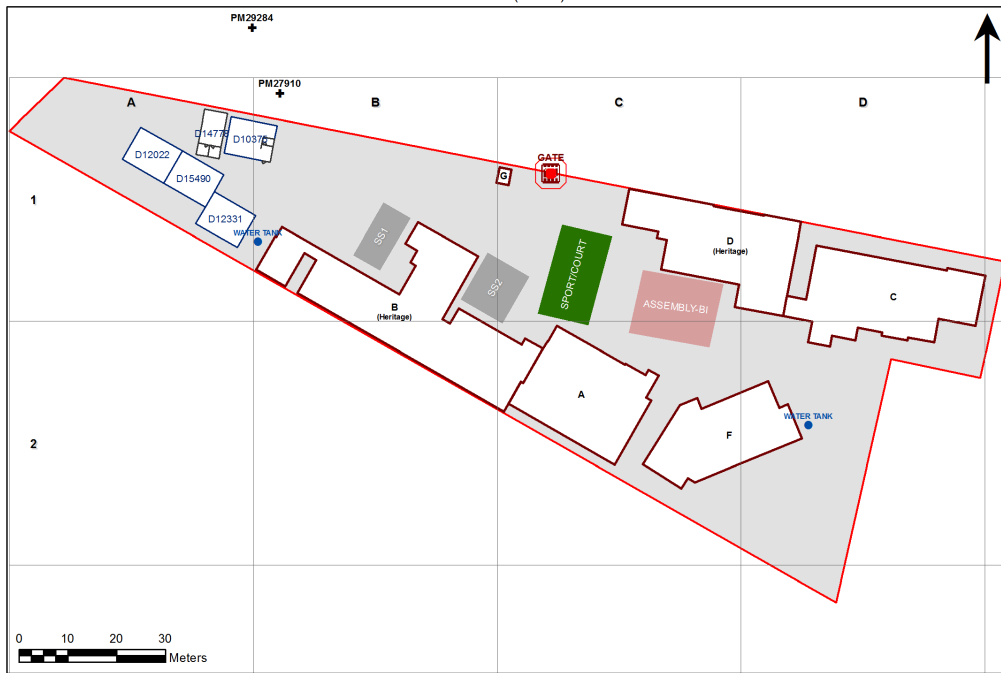 PM29284
PM27910
A
B
C
D
D14778
D10375
D12022
D15490
D12331
GATE
G
1
WATER TANK
SS1
SS2
SPORT/COURT
D
(Heritage)
C
ASSEMBLY-BI
B
(Heritage)
A
WATER TANK
F
2
0 10 20 30
Meters